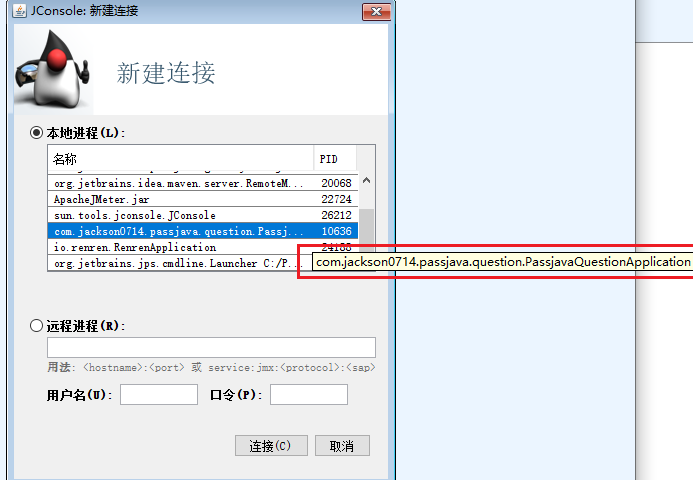 JConsole: 新建连接
新建连接
本地进程(L):
名称 PID
org.jetbrains.idea.maven.server.RemoteM... 20068
ApacheJMeter.jar 22724
sun.tools.jconsole.JConsole 26212
com.jackson0714.passjava.question.Passj... 10636
io.renren.RenrenApplication
org.jetbrains.jps.cmdline.Launcher C:/P...
com.jackson0714.passjava.question.PassjavaQuestionApplication
远程进程(R):
用法: <hostname>:<port> 或 service:jmx:<protocol>:<sap>
用户名(U): 口令(P):
连接(C) 取消